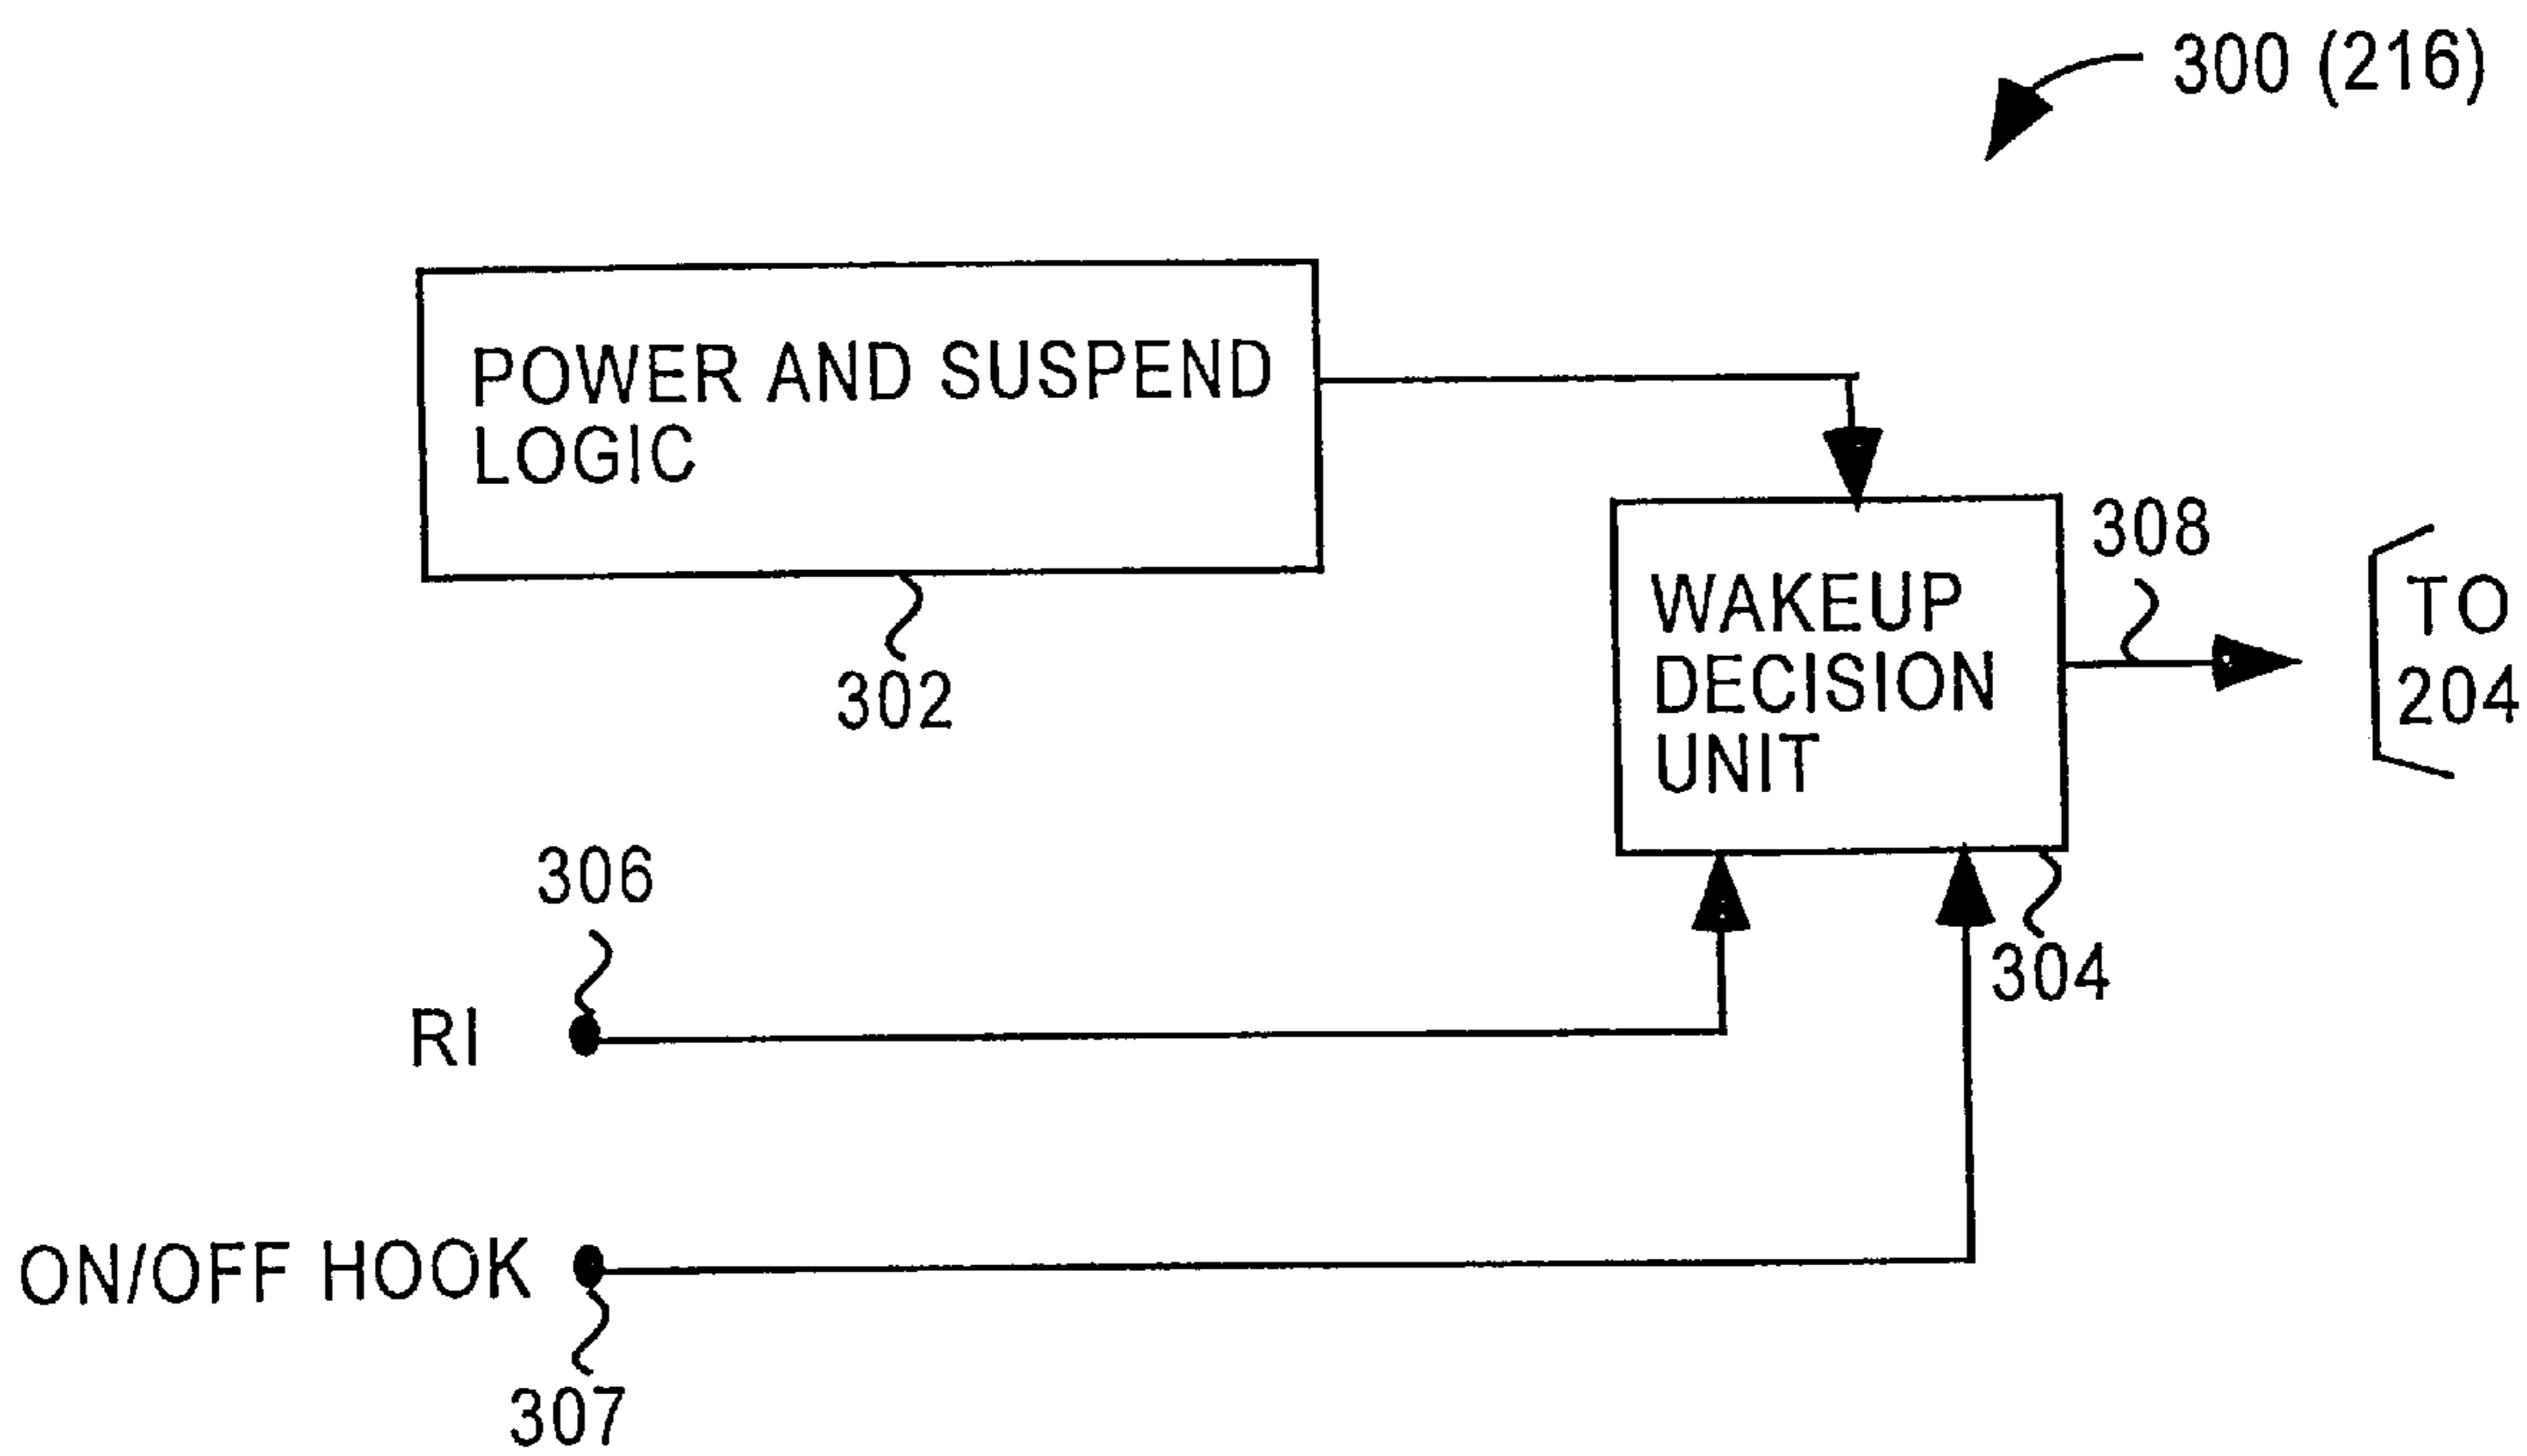 300 (216)
POWER AND SUSPEND
LOGIC
302
308
WAKEUP
DECISION
UNIT
TO
204
304
306
RI
ON/OFF HOOK
307